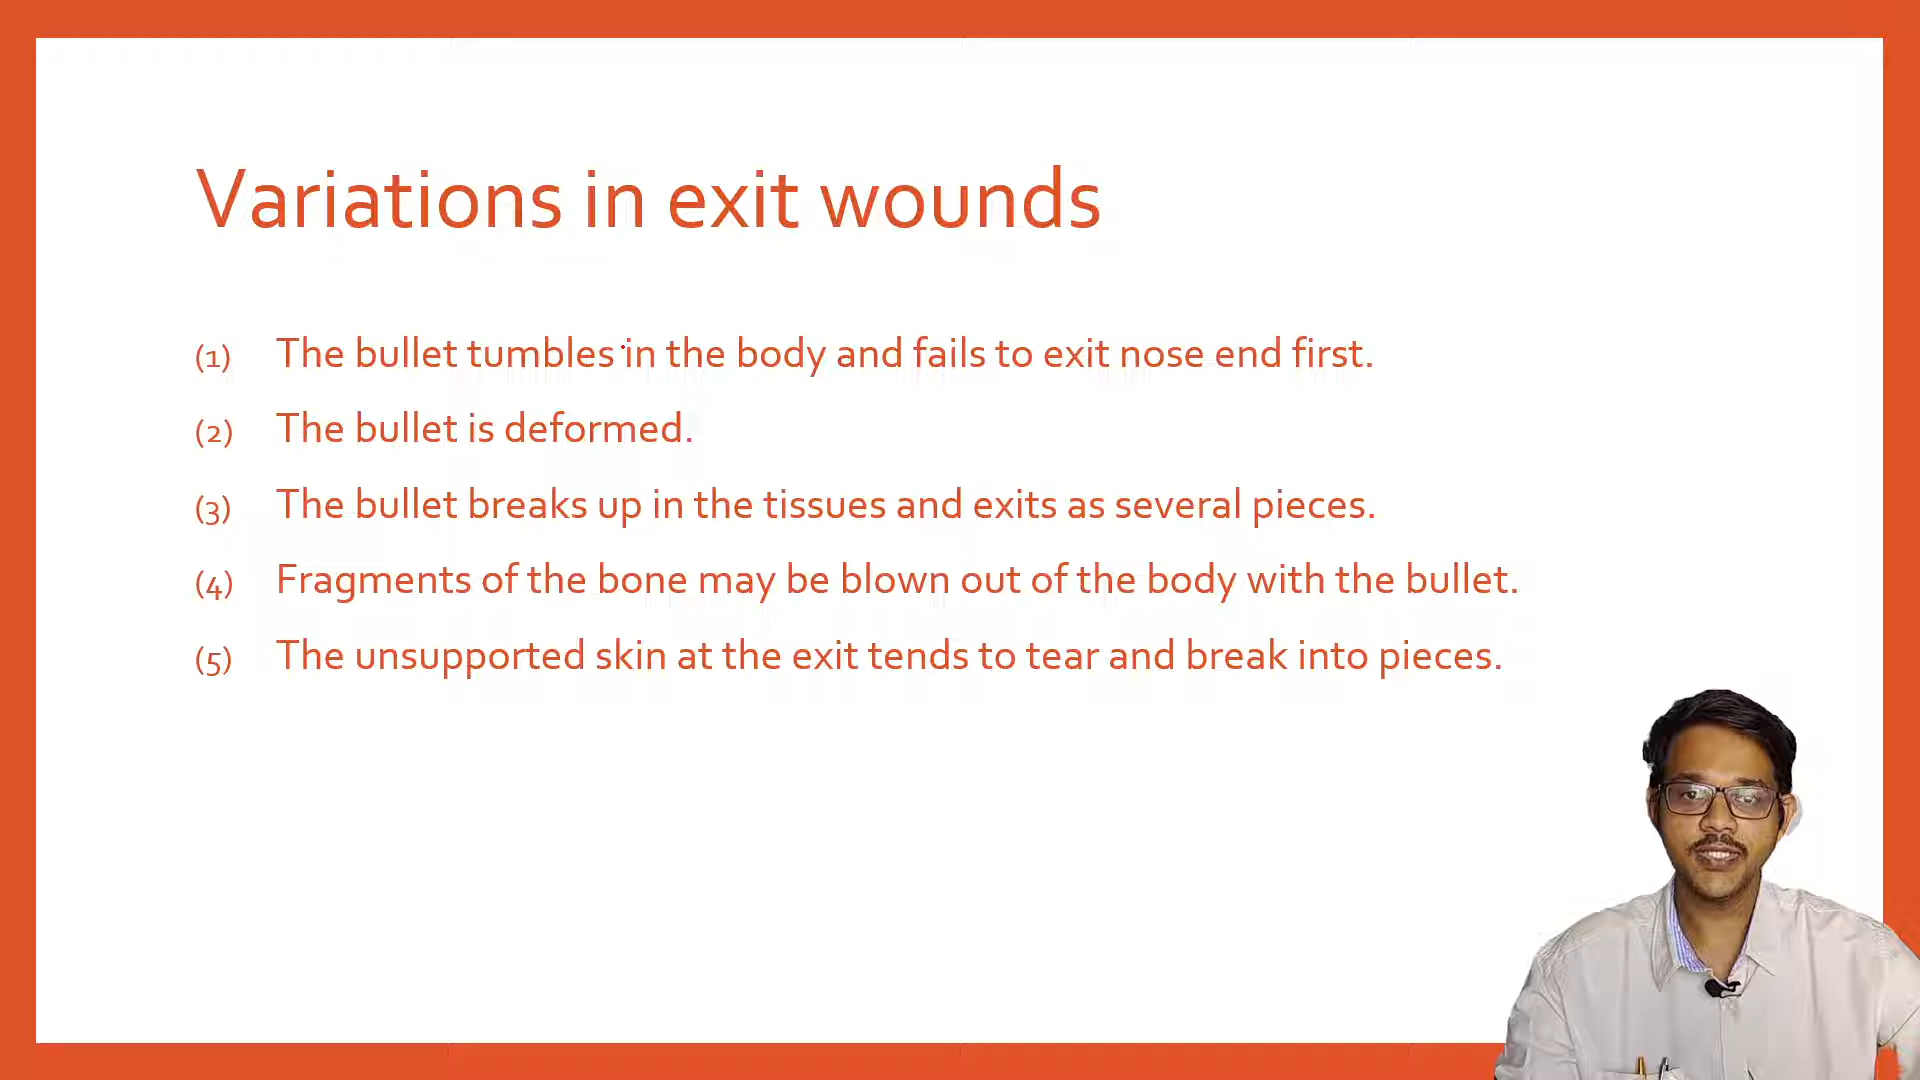 Variations in exit wounds
(1) The bullet tumbles in the body and fails to exit nose end first.
(2) The bullet is deformed.
(3) The bullet breaks up in the tissues and exits as several pieces.
(4) Fragments of the bone may be blown out of the body with the bullet.
(5) The unsupported skin at the exit tends to tear and break into pieces.